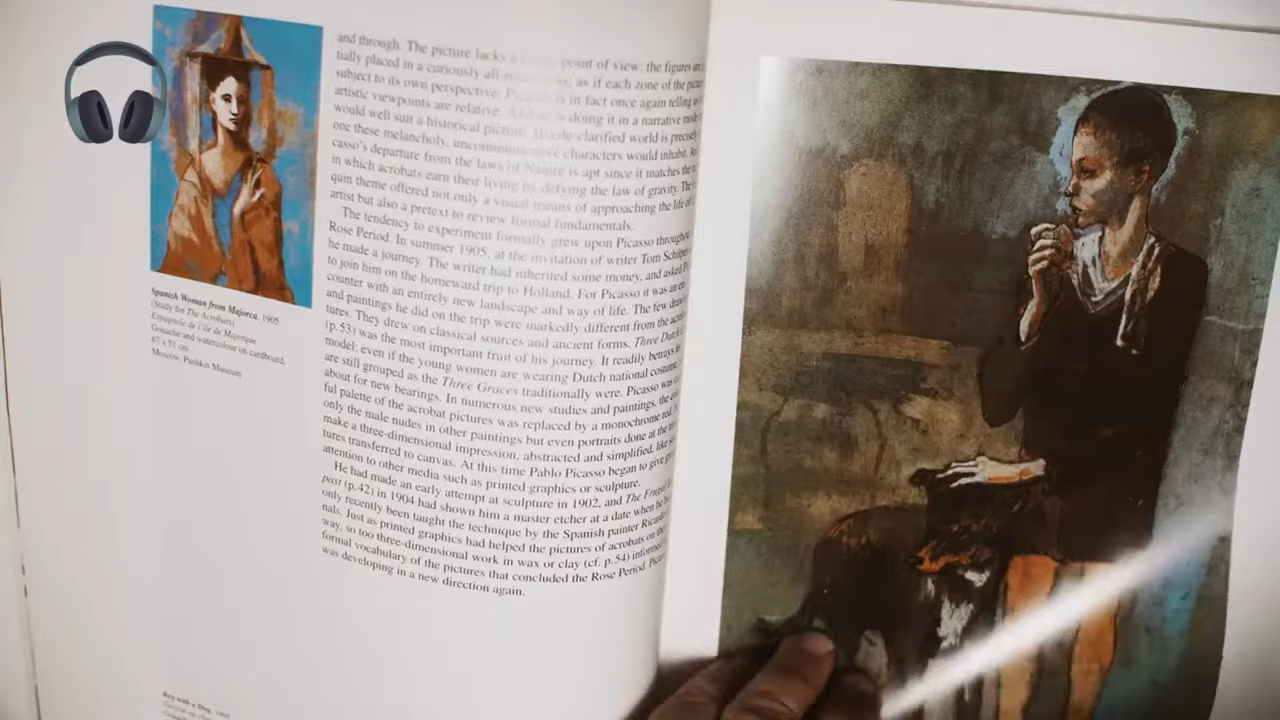 and through. The picture lacks a point of view: the figures are
tially placed in a curiously all as if each zone of the picture
subject to its own perspective. is in fact once again telling us
artistic viewpoints are relative. doing it in a narrative mode
would well suit a historical picture. clarified world is precisely
one these melancholy, uncommunicative characters would inhabit.
casso's departure from the laws of Nature is apt since it matches the
in which acrobats earn their living by defying the law of gravity. The
quin theme offered not only a visual means of approaching the life of
artist but also a pretext to review formal fundamentals.
The tendency to experiment formally grew upon Picasso throughout
Rose Period. In summer 1905, at the invitation of writer Tom
he made a journey. The writer had inherited some money, and asked
to join him on the homeward trip to Holland. For Picasso it was an en-
counter with an entirely new landscape and way of life. The few
and paintings he did on the trip were markedly different from the
tures. They drew on classical sources and ancient forms. Three Dutch
(p.53) was the most important fruit of his journey. It readily betrays
model: even if the young women are wearing Dutch national costume,
are still grouped as the Three Graces traditionally were. Picasso was
about for new bearings. In numerous new studies and paintings, the
ful palette of the acrobat pictures was replaced by a monochrome red.
only the male nudes in other paintings but even portraits done at the
make a three-dimensional impression, abstracted and simplified, like
tures transferred to canvas. At this time Pablo Picasso began to give
attention to other media such as printed graphics or sculpture.
He had made an early attempt at sculpture in 1902, and The Frugal
past (p.42) in 1904 had shown him a master etcher at a date when he
only recently been taught the technique by the Spanish painter Ricardo
nals. Just as printed graphics had helped the pictures of acrobats on
way, so too three-dimensional work in wax or clay (cf. p. 54) informed
formal vocabulary of the pictures that concluded the Rose Period.
was developing in a new direction again.
Spanish Woman from Majorca, 1905
(Study for The Acrobats)
Espagnole de l'île de Majorque
Gouache and watercolour on cardboard,
67 x 51 cm
Moscow, Pushkin Museum
Boy with a Dog, 1905